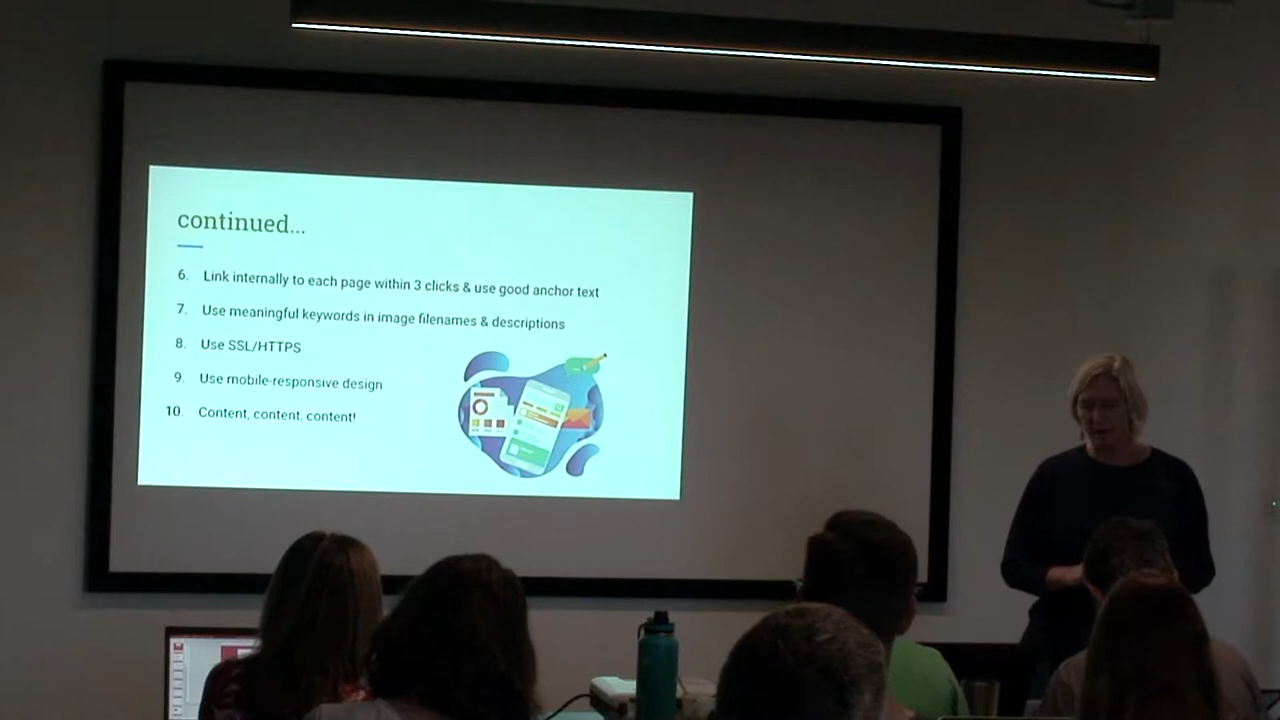 continued...
6. Link internally to each page within 3 clicks & use good anchor text
7. Use meaningful keywords in image filenames & descriptions
8. Use SSL/HTTPS
9. Use mobile-responsive design
10. Content, content, content!